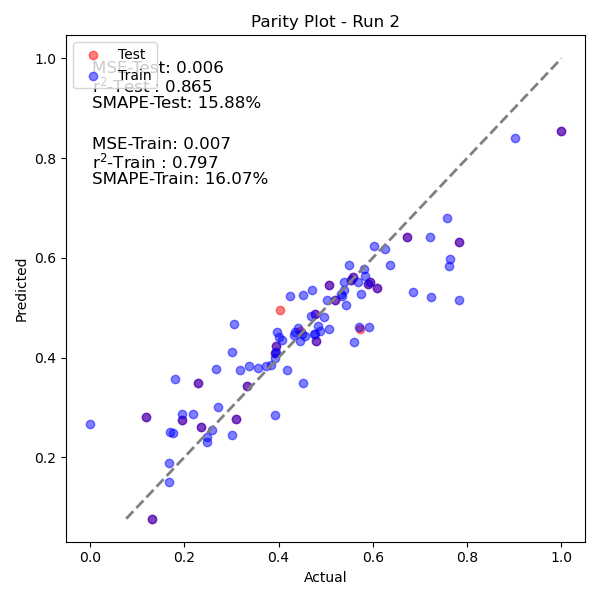 Parity Plot - Run 2
Test
Train
MSE-Test: 0.006
r²-Test : 0.865
SMAPE-Test: 15.88%
MSE-Train: 0.007
r²-Train : 0.797
SMAPE-Train: 16.07%
Predicted
1.0
0.8
0.6
0.4
0.2
0.0
0.2
0.4
0.6
0.8
1.0
Actual